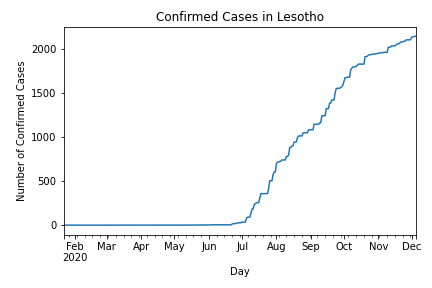 Confirmed Cases in Lesotho
Number of Confirmed Cases
2000
1500
1000
500
0
Feb Mar Apr May Jun Jul Aug Sep Oct Nov Dec
2020
Day